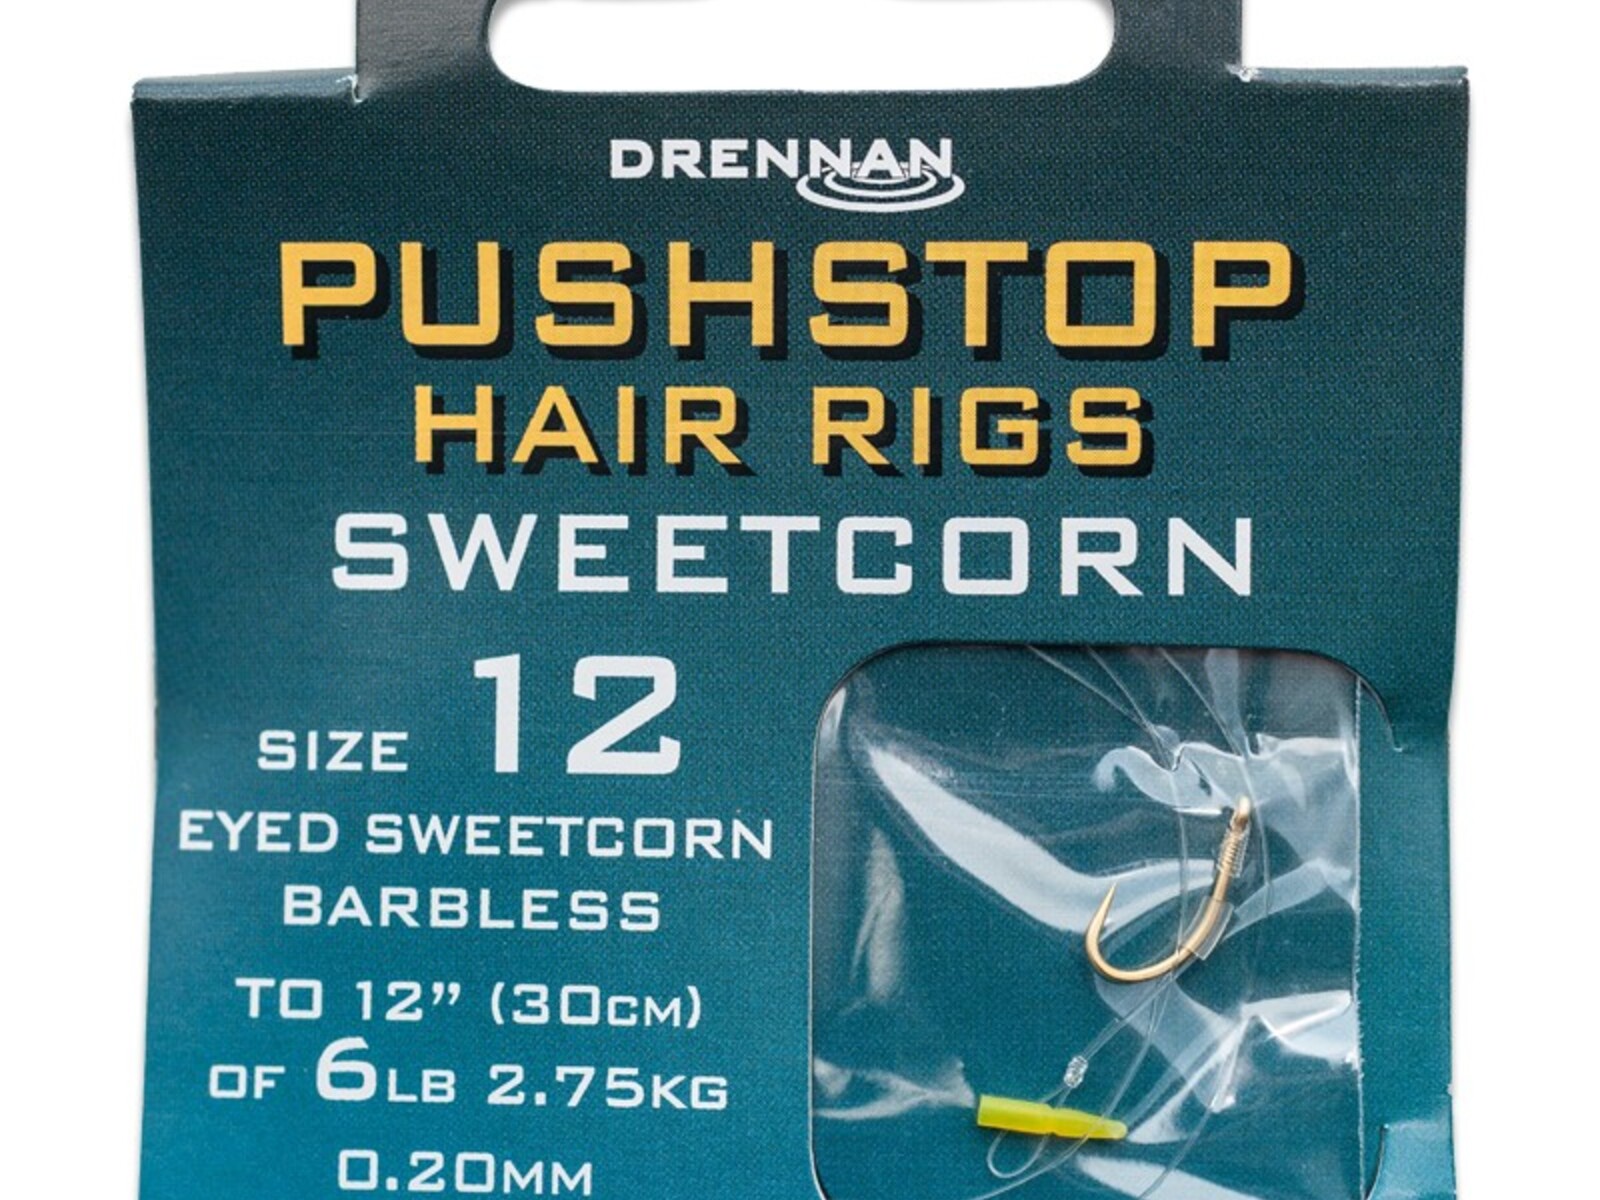 DRENNAN
PUSHSTOP
HAIR RIGS
SWEETCORN
SIZE 12
EYED SWEETCORN
BARBLESS
TO 12” (30CM)
OF 6LB 2.75KG
0.20MM